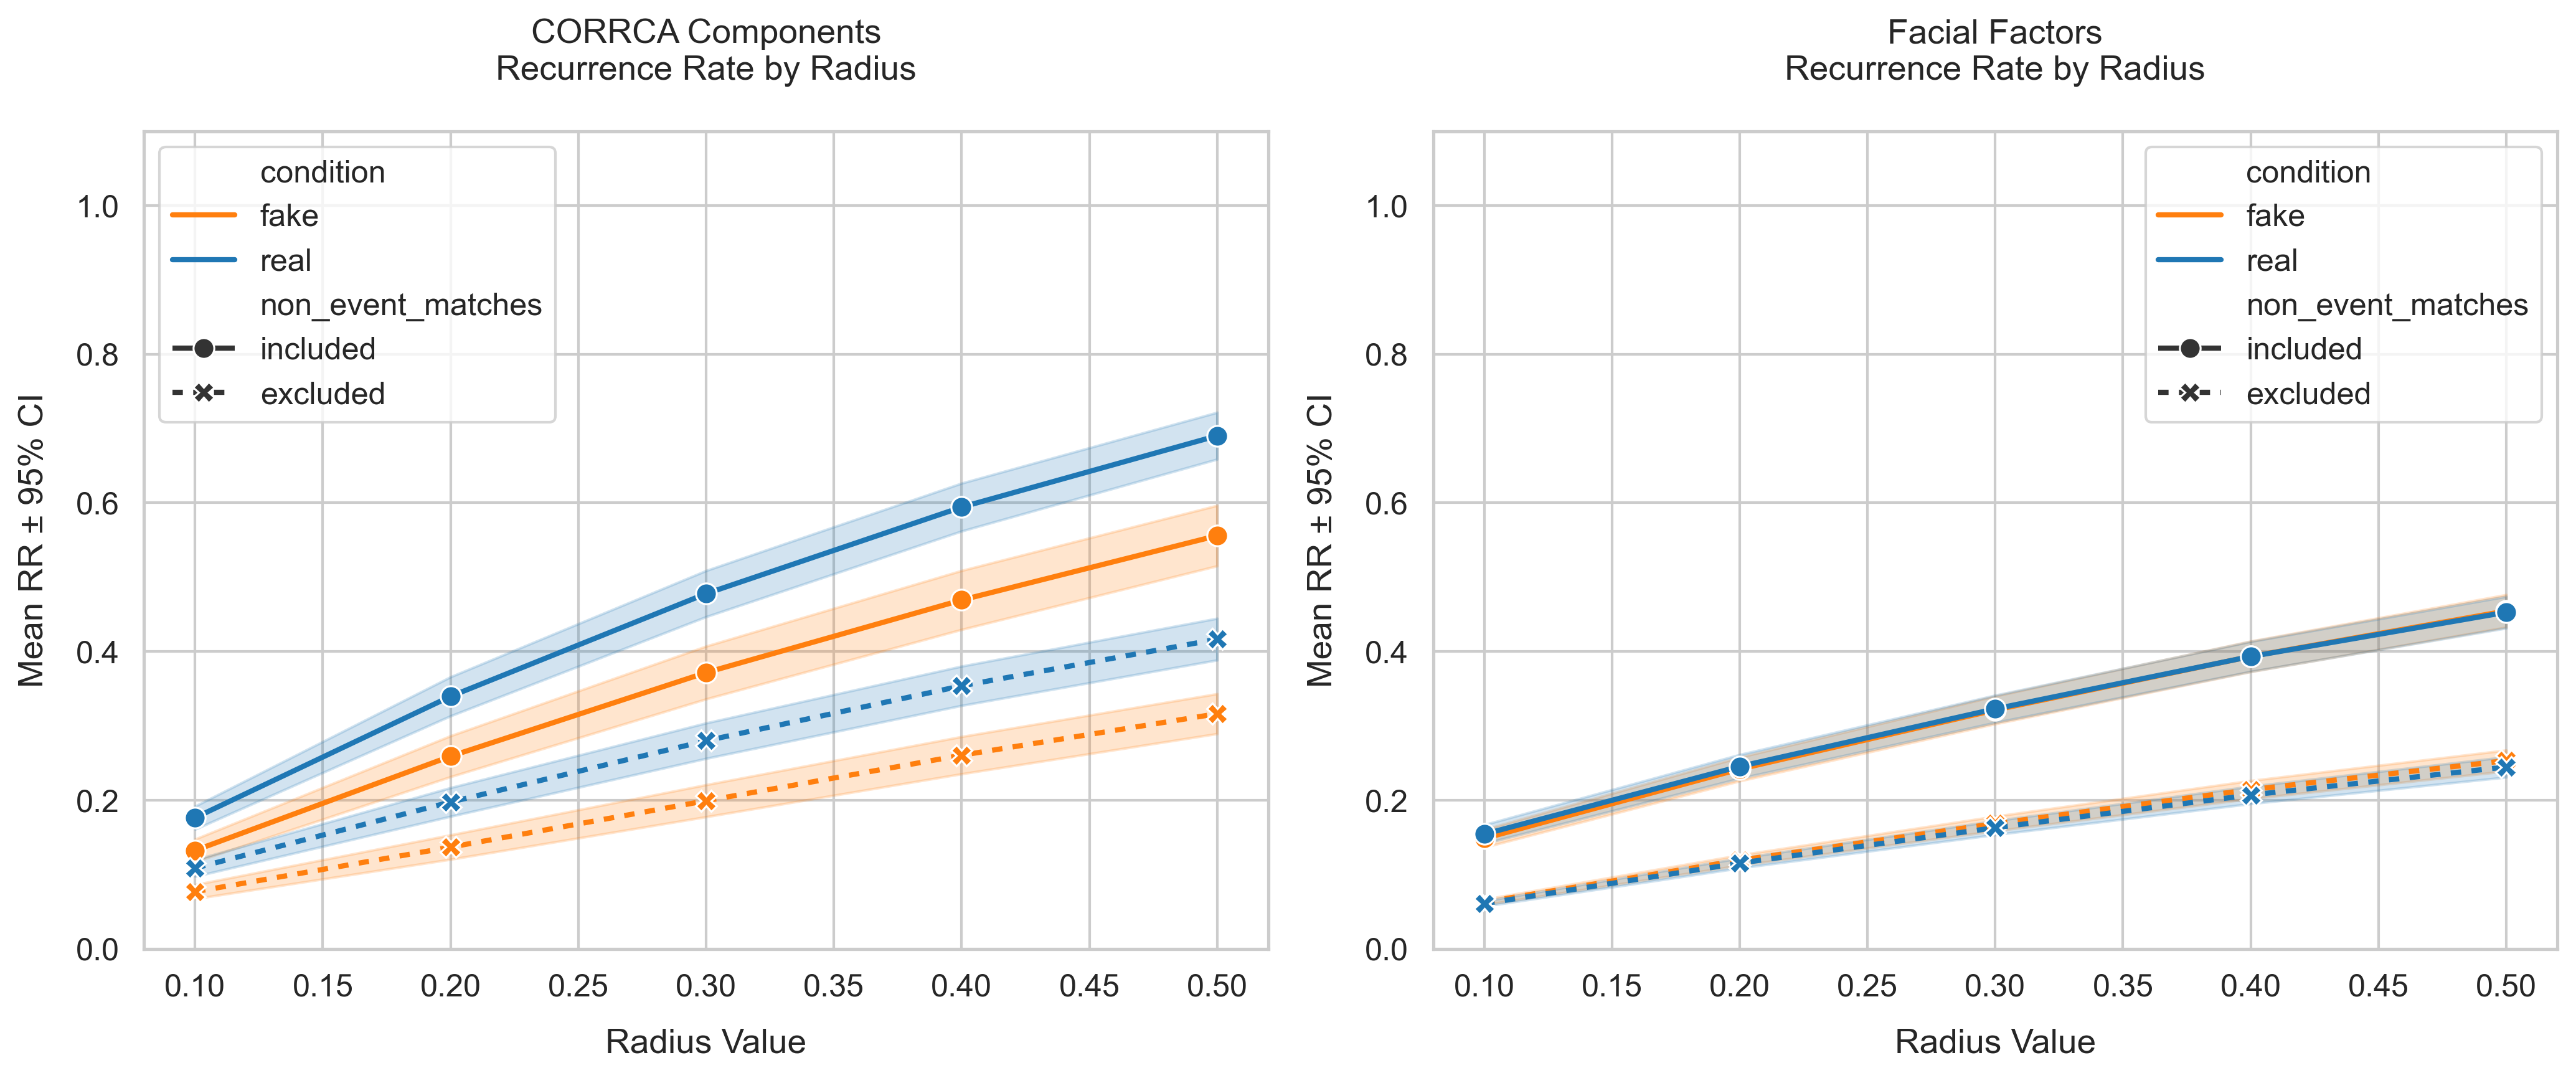 CORRCA Components
Recurrence Rate by Radius
condition
fake
real
non_event_matches
included
excluded
1.0
0.8
0.6
0.4
0.2
0.0
Mean RR ± 95% CI
0.10 0.15 0.20 0.25 0.30 0.35 0.40 0.45 0.50
Radius Value
Facial Factors
Recurrence Rate by Radius
condition
fake
real
non_event_matches
included
excluded
1.0
0.8
0.6
0.4
0.2
0.0
Mean RR ± 95% CI
0.10 0.15 0.20 0.25 0.30 0.35 0.40 0.45 0.50
Radius Value